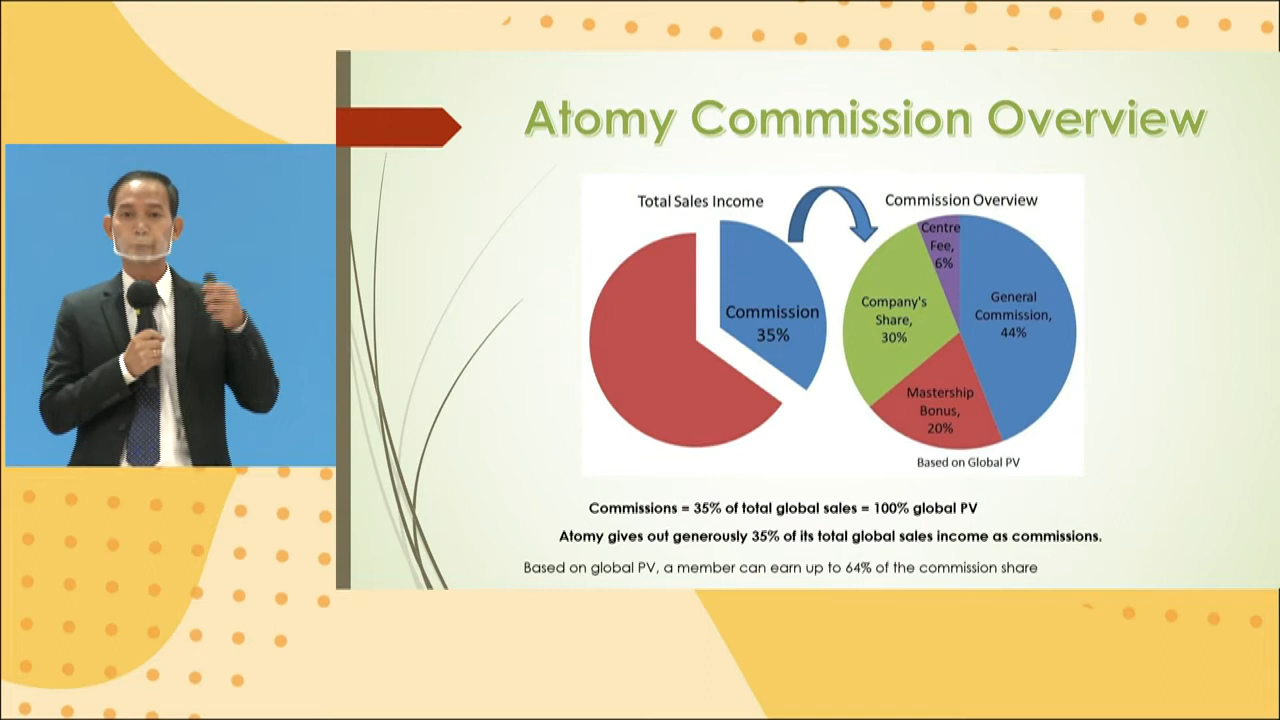 Atomy Commission Overview
Total Sales Income
Commission
35%
Commission Overview
Centre
Fee,
6%
General
Commission,
44%
Company's
Share,
30%
Mastership
Bonus,
20%
Based on Global PV
Commissions = 35% of total global sales = 100% global PV
Atomy gives out generously 35% of its total global sales income as commissions.
Based on global PV, a member can earn up to 64% of the commission share